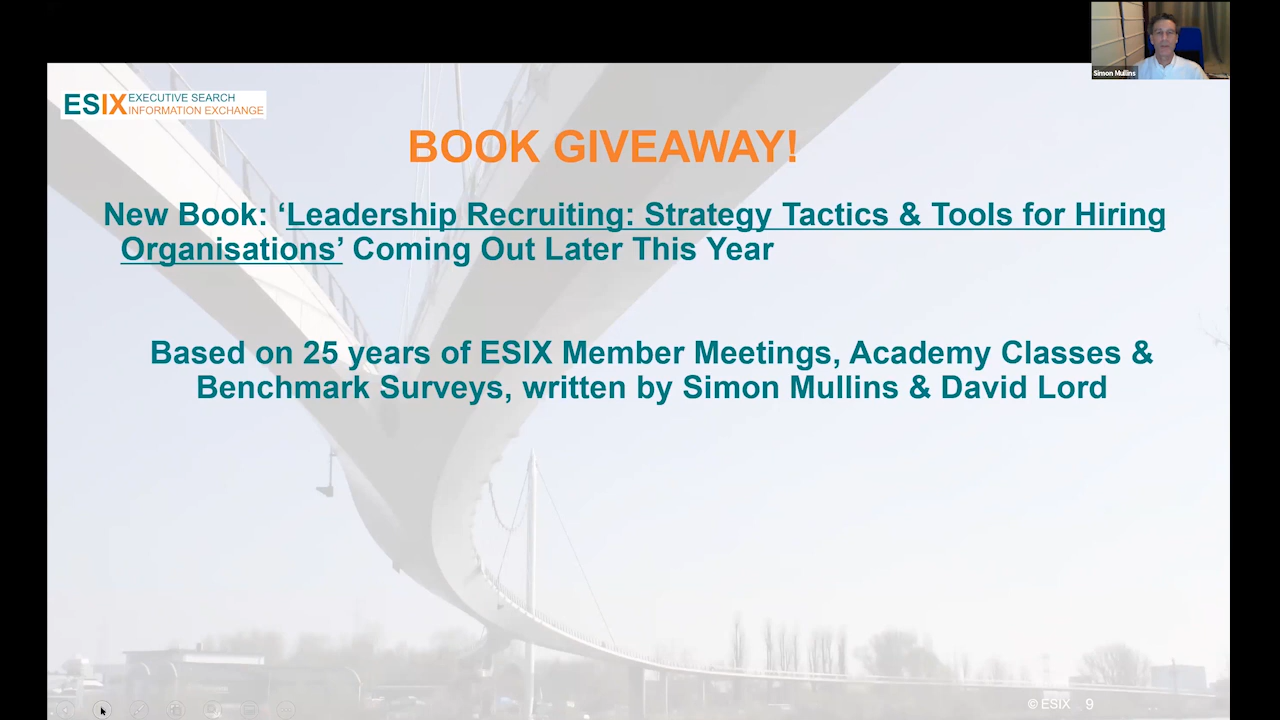 Simon Mullins
ESIX EXECUTIVE SEARCH
INFORMATION EXCHANGE
BOOK GIVEAWAY!
New Book: ‘Leadership Recruiting: Strategy Tactics & Tools for Hiring
Organisations’ Coming Out Later This Year
Based on 25 years of ESIX Member Meetings, Academy Classes &
Benchmark Surveys, written by Simon Mullins & David Lord
© ESIX 9